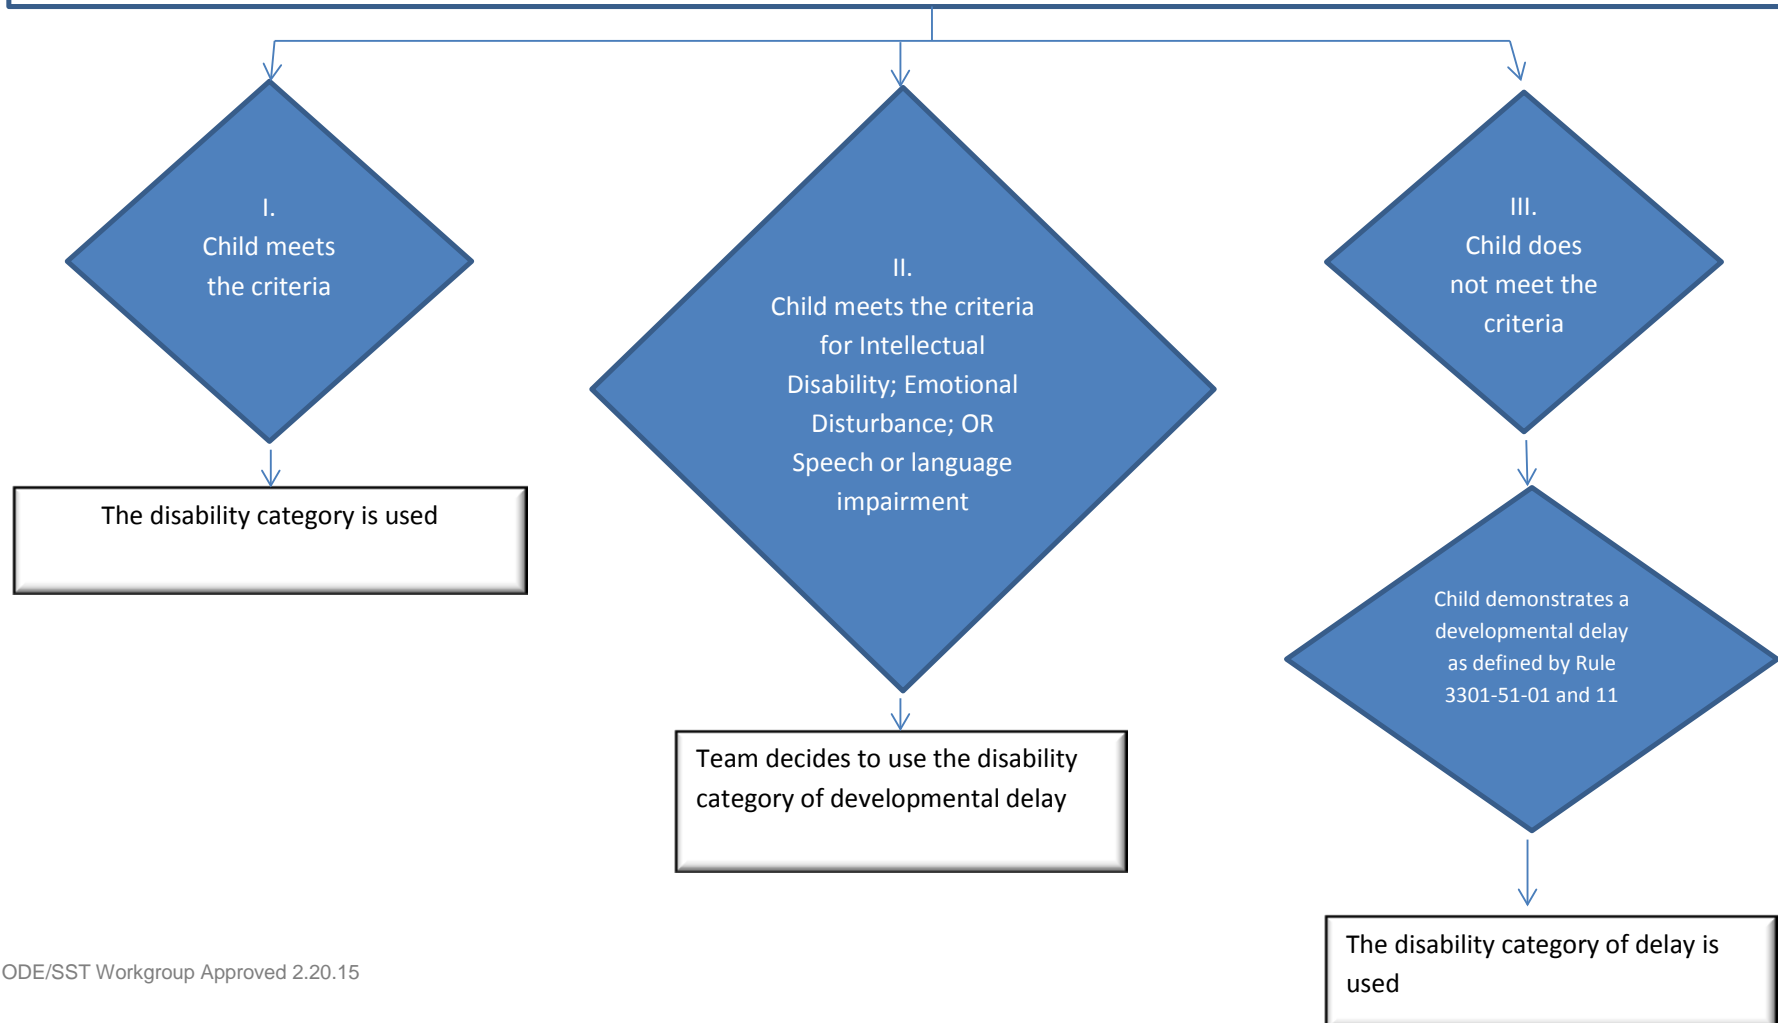 I.
Child meets
the criteria
II.
Child meets the criteria
for Intellectual
Disability; Emotional
Disturbance; OR
Speech or language
impairment
III.
Child does
not meet the
criteria
The disability category is used
Team decides to use the disability
category of developmental delay
Child demonstrates a
developmental delay
as defined by Rule
3301-51-01 and 11
The disability category of delay is
used
ODE/SST Workgroup Approved 2.20.15